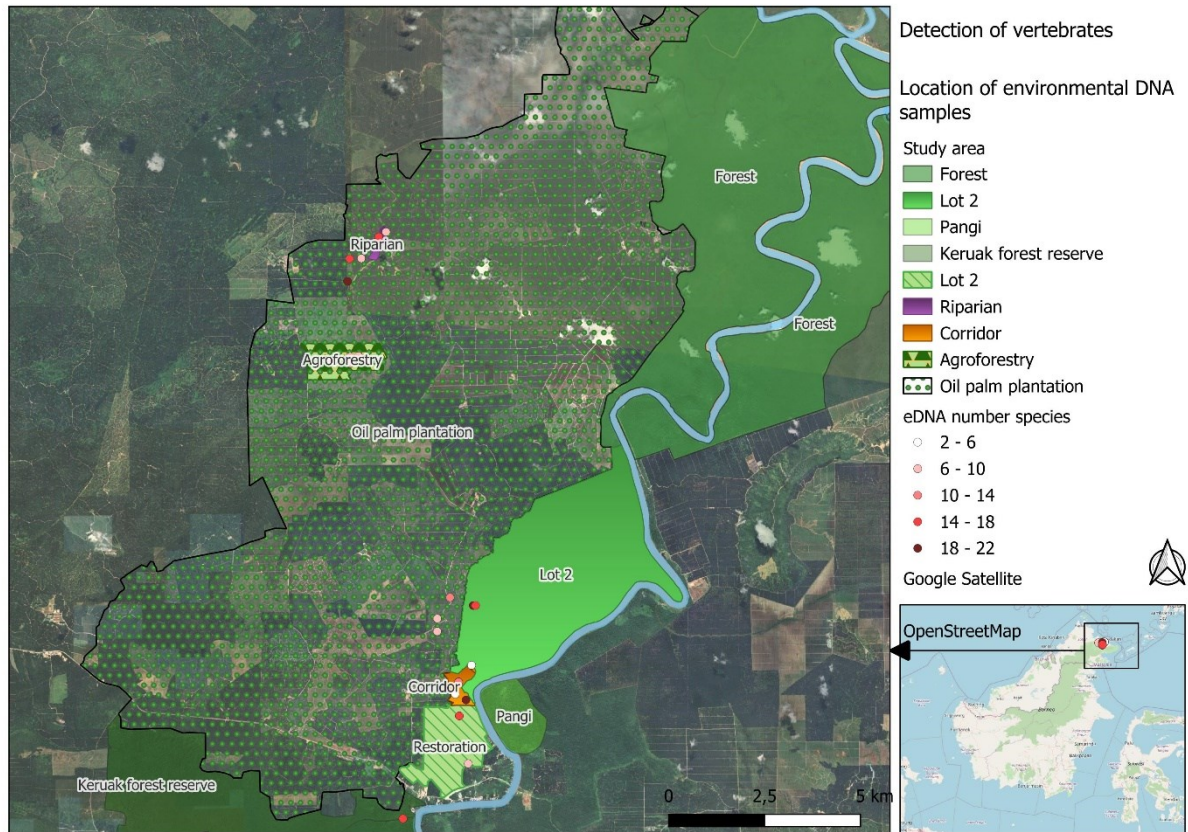 Detection of vertebrates
Location of environmental DNA
samples
Study area
Forest
Lot 2
Pangi
Keruak forest reserve
Lot 2
Riparian
Corridor
Agroforestry
Oil palm plantation
eDNA number species
2 - 6
6 - 10
10 - 14
14 - 18
18 - 22
Google Satellite
OpenStreetMap
Borneo
Forest
Riparian
Forest
Agroforestry
Oil palm plantation
Lot 2
Corridor
Pangi
Restoration
Keruak forest reserve
0 2,5 5 km